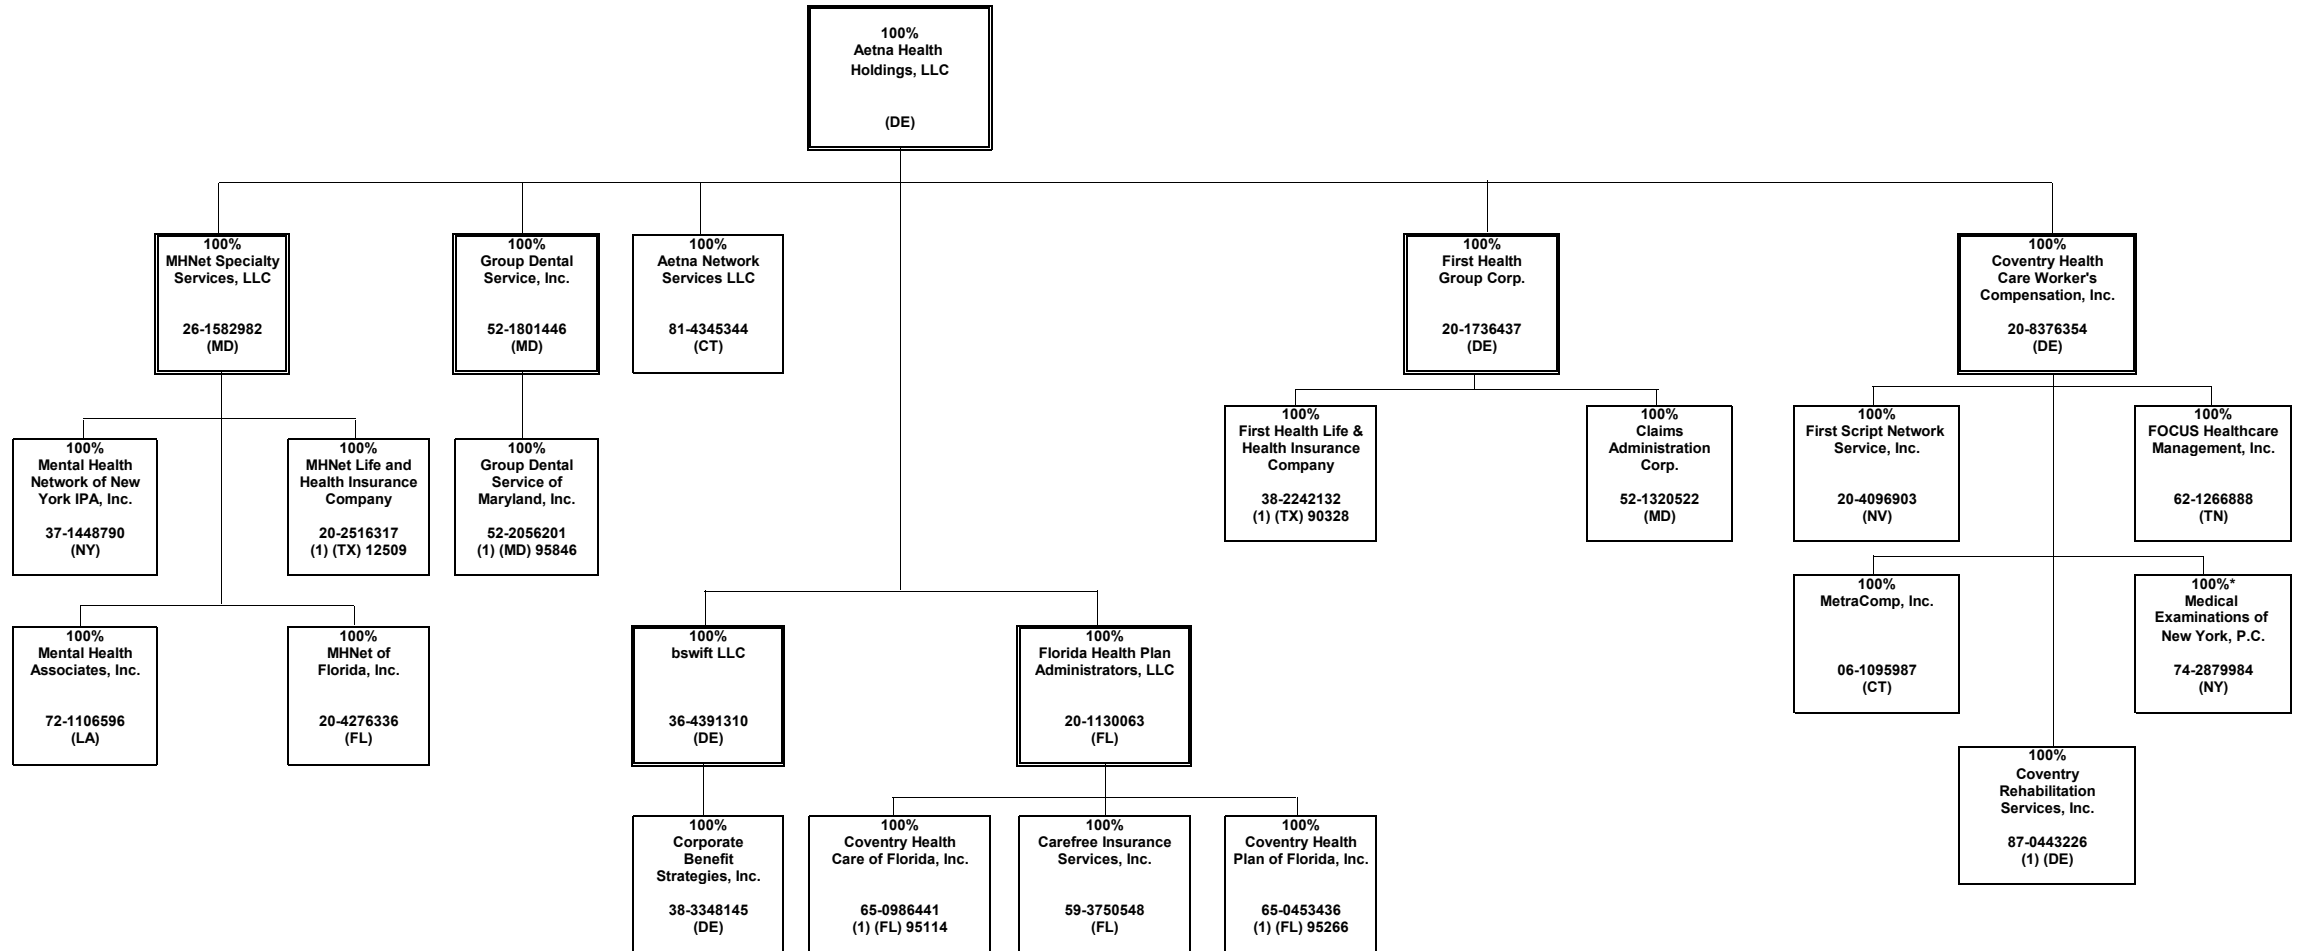 100%
Aetna Health
Holdings, LLC
(DE)
100%
MHNet Specialty
Services, LLC
26-1582982
(MD)
100%
Group Dental
Service, Inc.
52-1801446
(MD)
100%
Aetna Network
Services LLC
81-4345344
(CT)
100%
First Health
Group Corp.
20-1736437
(DE)
100%
Coventry Health
Care Worker's
Compensation, Inc.
20-8376354
(DE)
100%
Mental Health
Network of New
York IPA, Inc.
37-1448790
(NY)
100%
MHNet Life and
Health Insurance
Company
20-2516317
(1) (TX) 12509
100%
Group Dental
Service of
Maryland, Inc.
52-2056201
(1) (MD) 95846
100%
First Health Life &
Health Insurance
Company
38-2242132
(1) (TX) 90328
100%
Claims
Administration
Corp.
52-1320522
(MD)
100%
First Script Network
Service, Inc.
20-4096903
(NV)
100%
FOCUS Healthcare
Management, Inc.
62-1266888
(TN)
100%
MetraComp, Inc.
06-1095987
(CT)
100%*
Medical
Examinations of
New York, P.C.
74-2879984
(NY)
100%
Mental Health
Associates, Inc.
72-1106596
(LA)
100%
MHNet of
Florida, Inc.
20-4276336
(FL)
100%
bswift LLC
36-4391310
(DE)
100%
Florida Health Plan
Administrators, LLC
20-1130063
(FL)
100%
Coventry
Rehabilitation
Services, Inc.
87-0443226
(1) (DE)
100%
Corporate
Benefit
Strategies, Inc.
38-3348145
(DE)
100%
Coventry Health
Care of Florida, Inc.
65-0986441
(1) (FL) 95114
100%
Carefree Insurance
Services, Inc.
59-3750548
(FL)
100%
Coventry Health
Plan of Florida, Inc.
65-0453436
(1) (FL) 95266